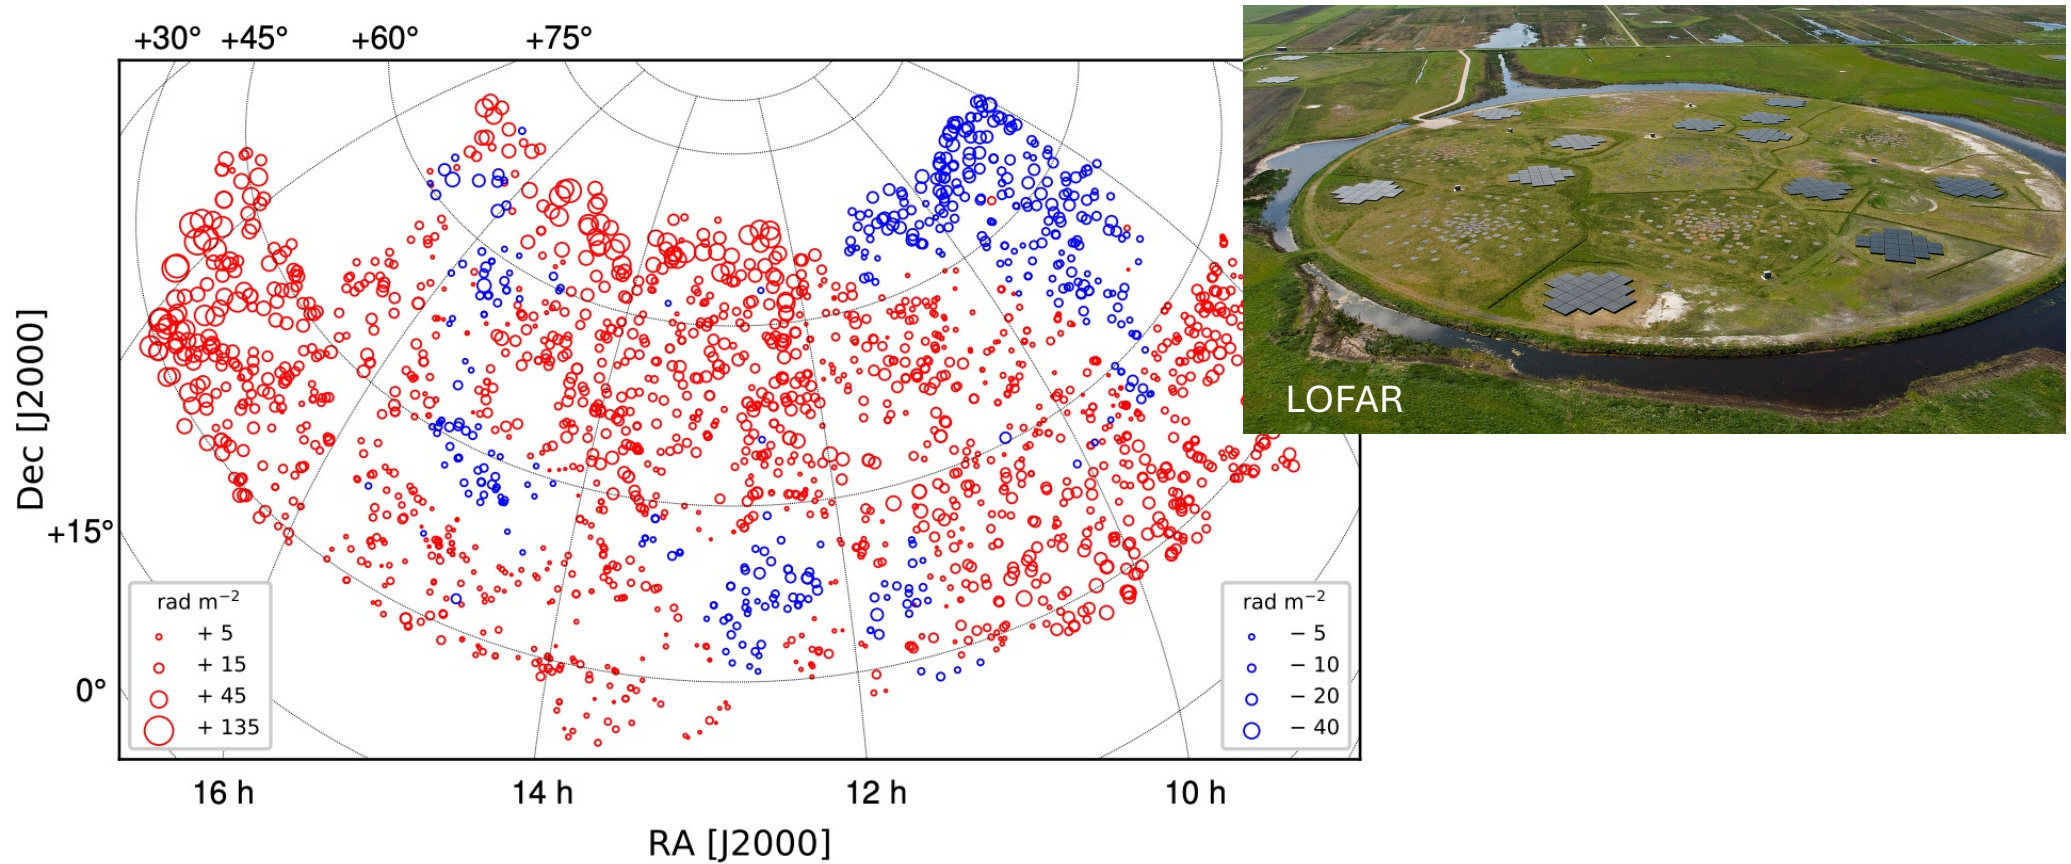 +30° +45° +60° +75°
LOFAR
Dec [J2000]
+15°
0°
rad m⁻²
+ 5
+ 15
+ 45
+ 135
rad m⁻²
− 5
− 10
− 20
− 40
16 h 14 h 12 h 10 h
RA [J2000]